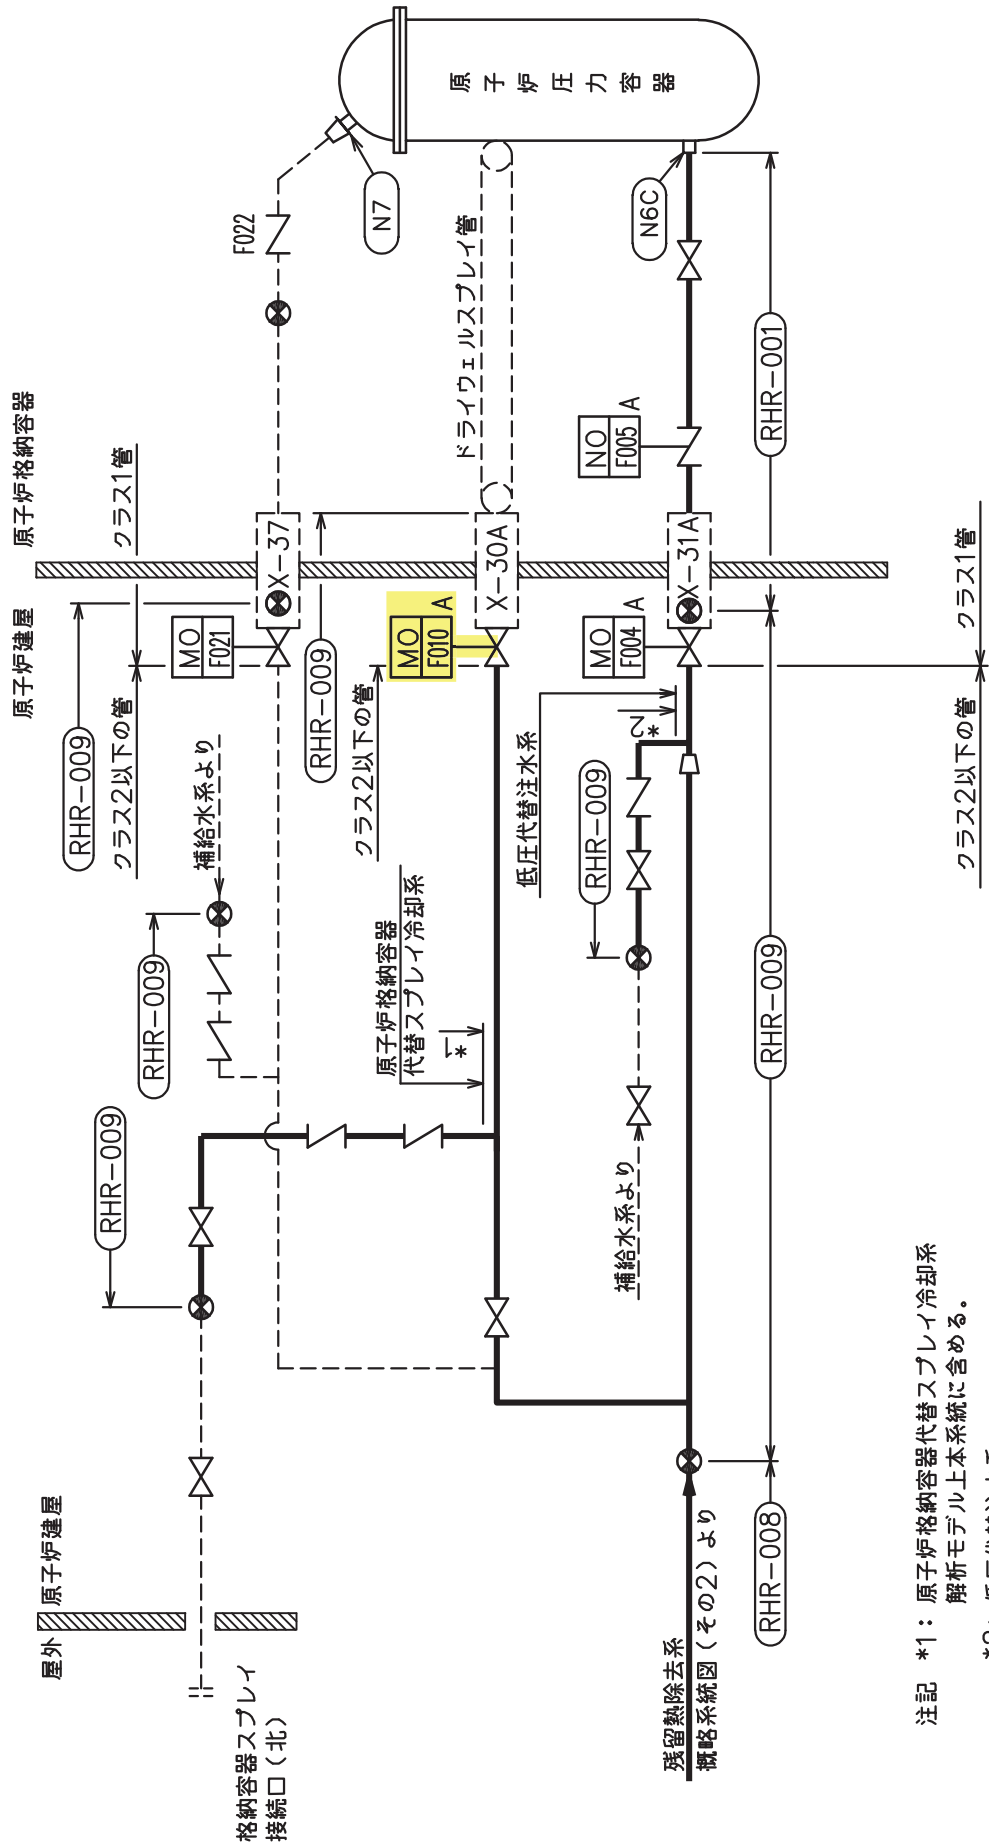 原子炉格納容器
原子炉建屋
クラス1管
クラス2以下の管
RHR-009
MO
F021
X-37
F022
N7
原子炉圧力容器
補給水系より
RHR-009
RHR-009
RHR-009
クラス2以下の管
MO
F010
A
X-30A
ドライウェルスプレイ管
原子炉格納容器
代替スプレイ冷却系
*1
低圧代替注水系
*2
MO
F004
A
X-31A
NO
F005
A
N6C
RHR-009
補給水系より
RHR-001
RHR-009
RHR-008
クラス1管
クラス2以下の管
屋外
原子炉建屋
格納容器スプレイ
接続口(北)
残留熱除去系
概略系統図(その2)より
注記 *1:原子炉格納容器代替スプレイ冷却系
解析モデル上本系統に含める。